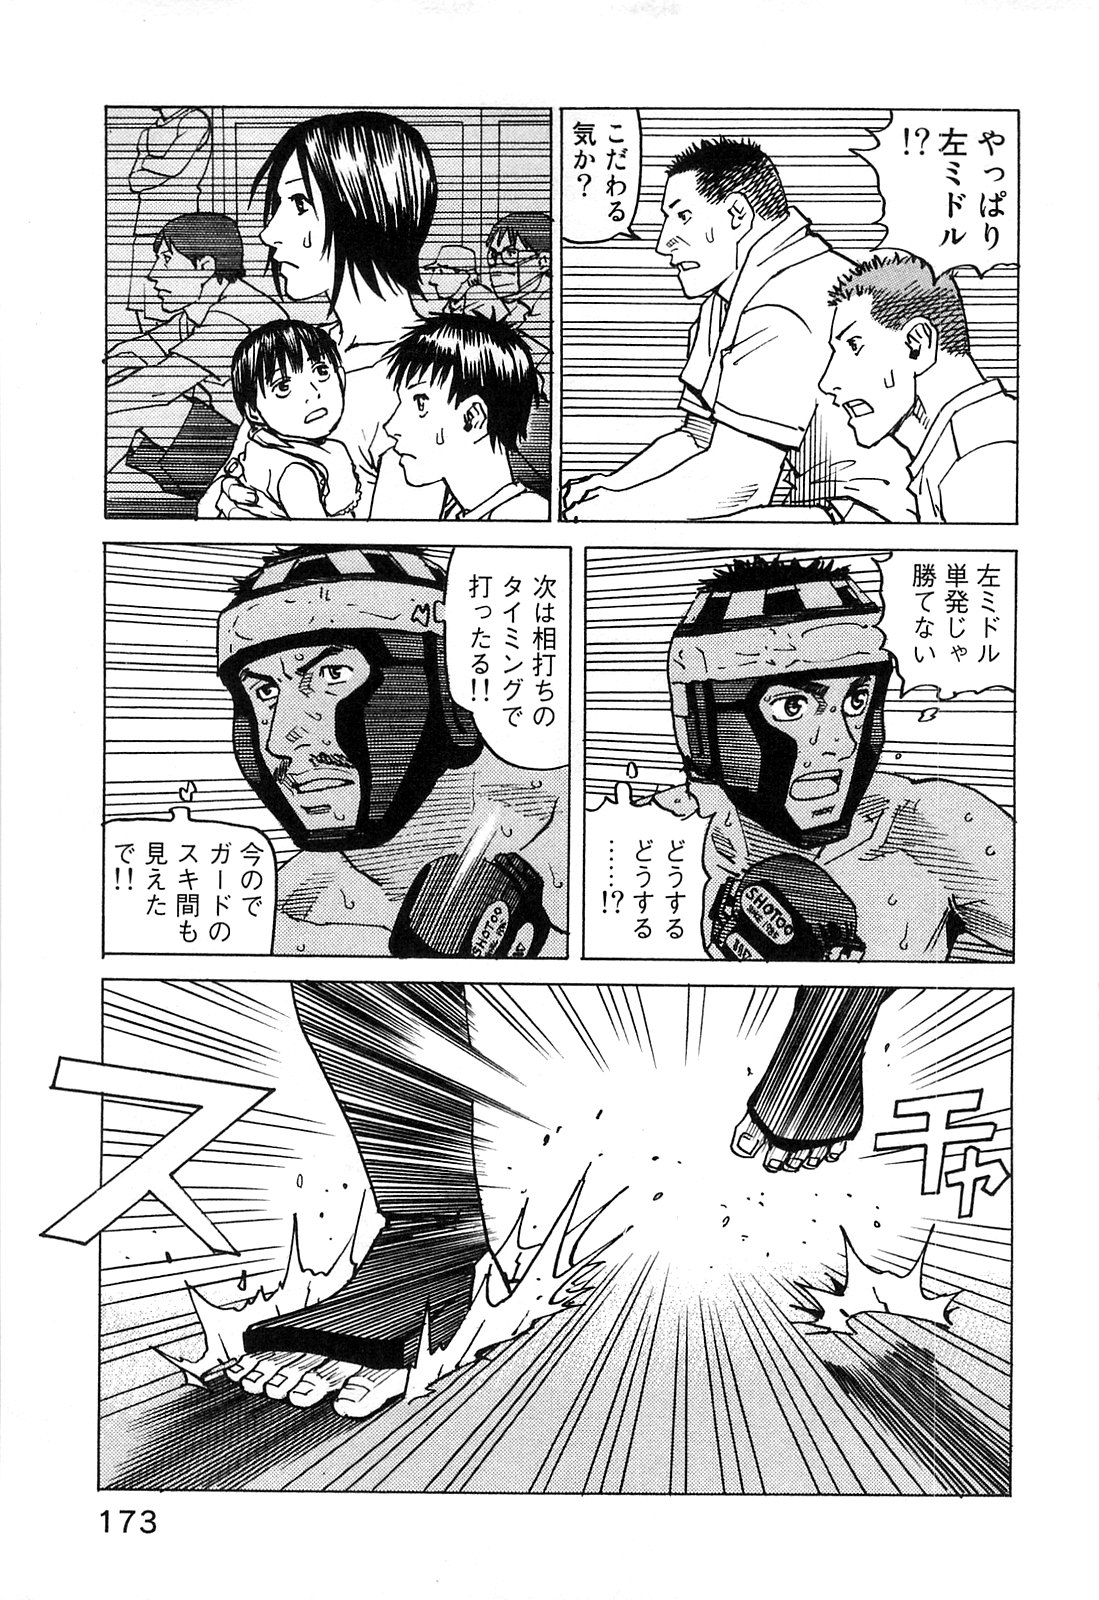 やっぱり
左ミドル
!?
こだわる
気か?
左ミドル
単発じゃ
勝てない
どうする
どうする
……!?
SHOTOO
次は相打ちの
タイミングで
打ったる!!
今ので
ガードの
スキ間も
見えた
で!!
SHOTOO
チャ
ス
173